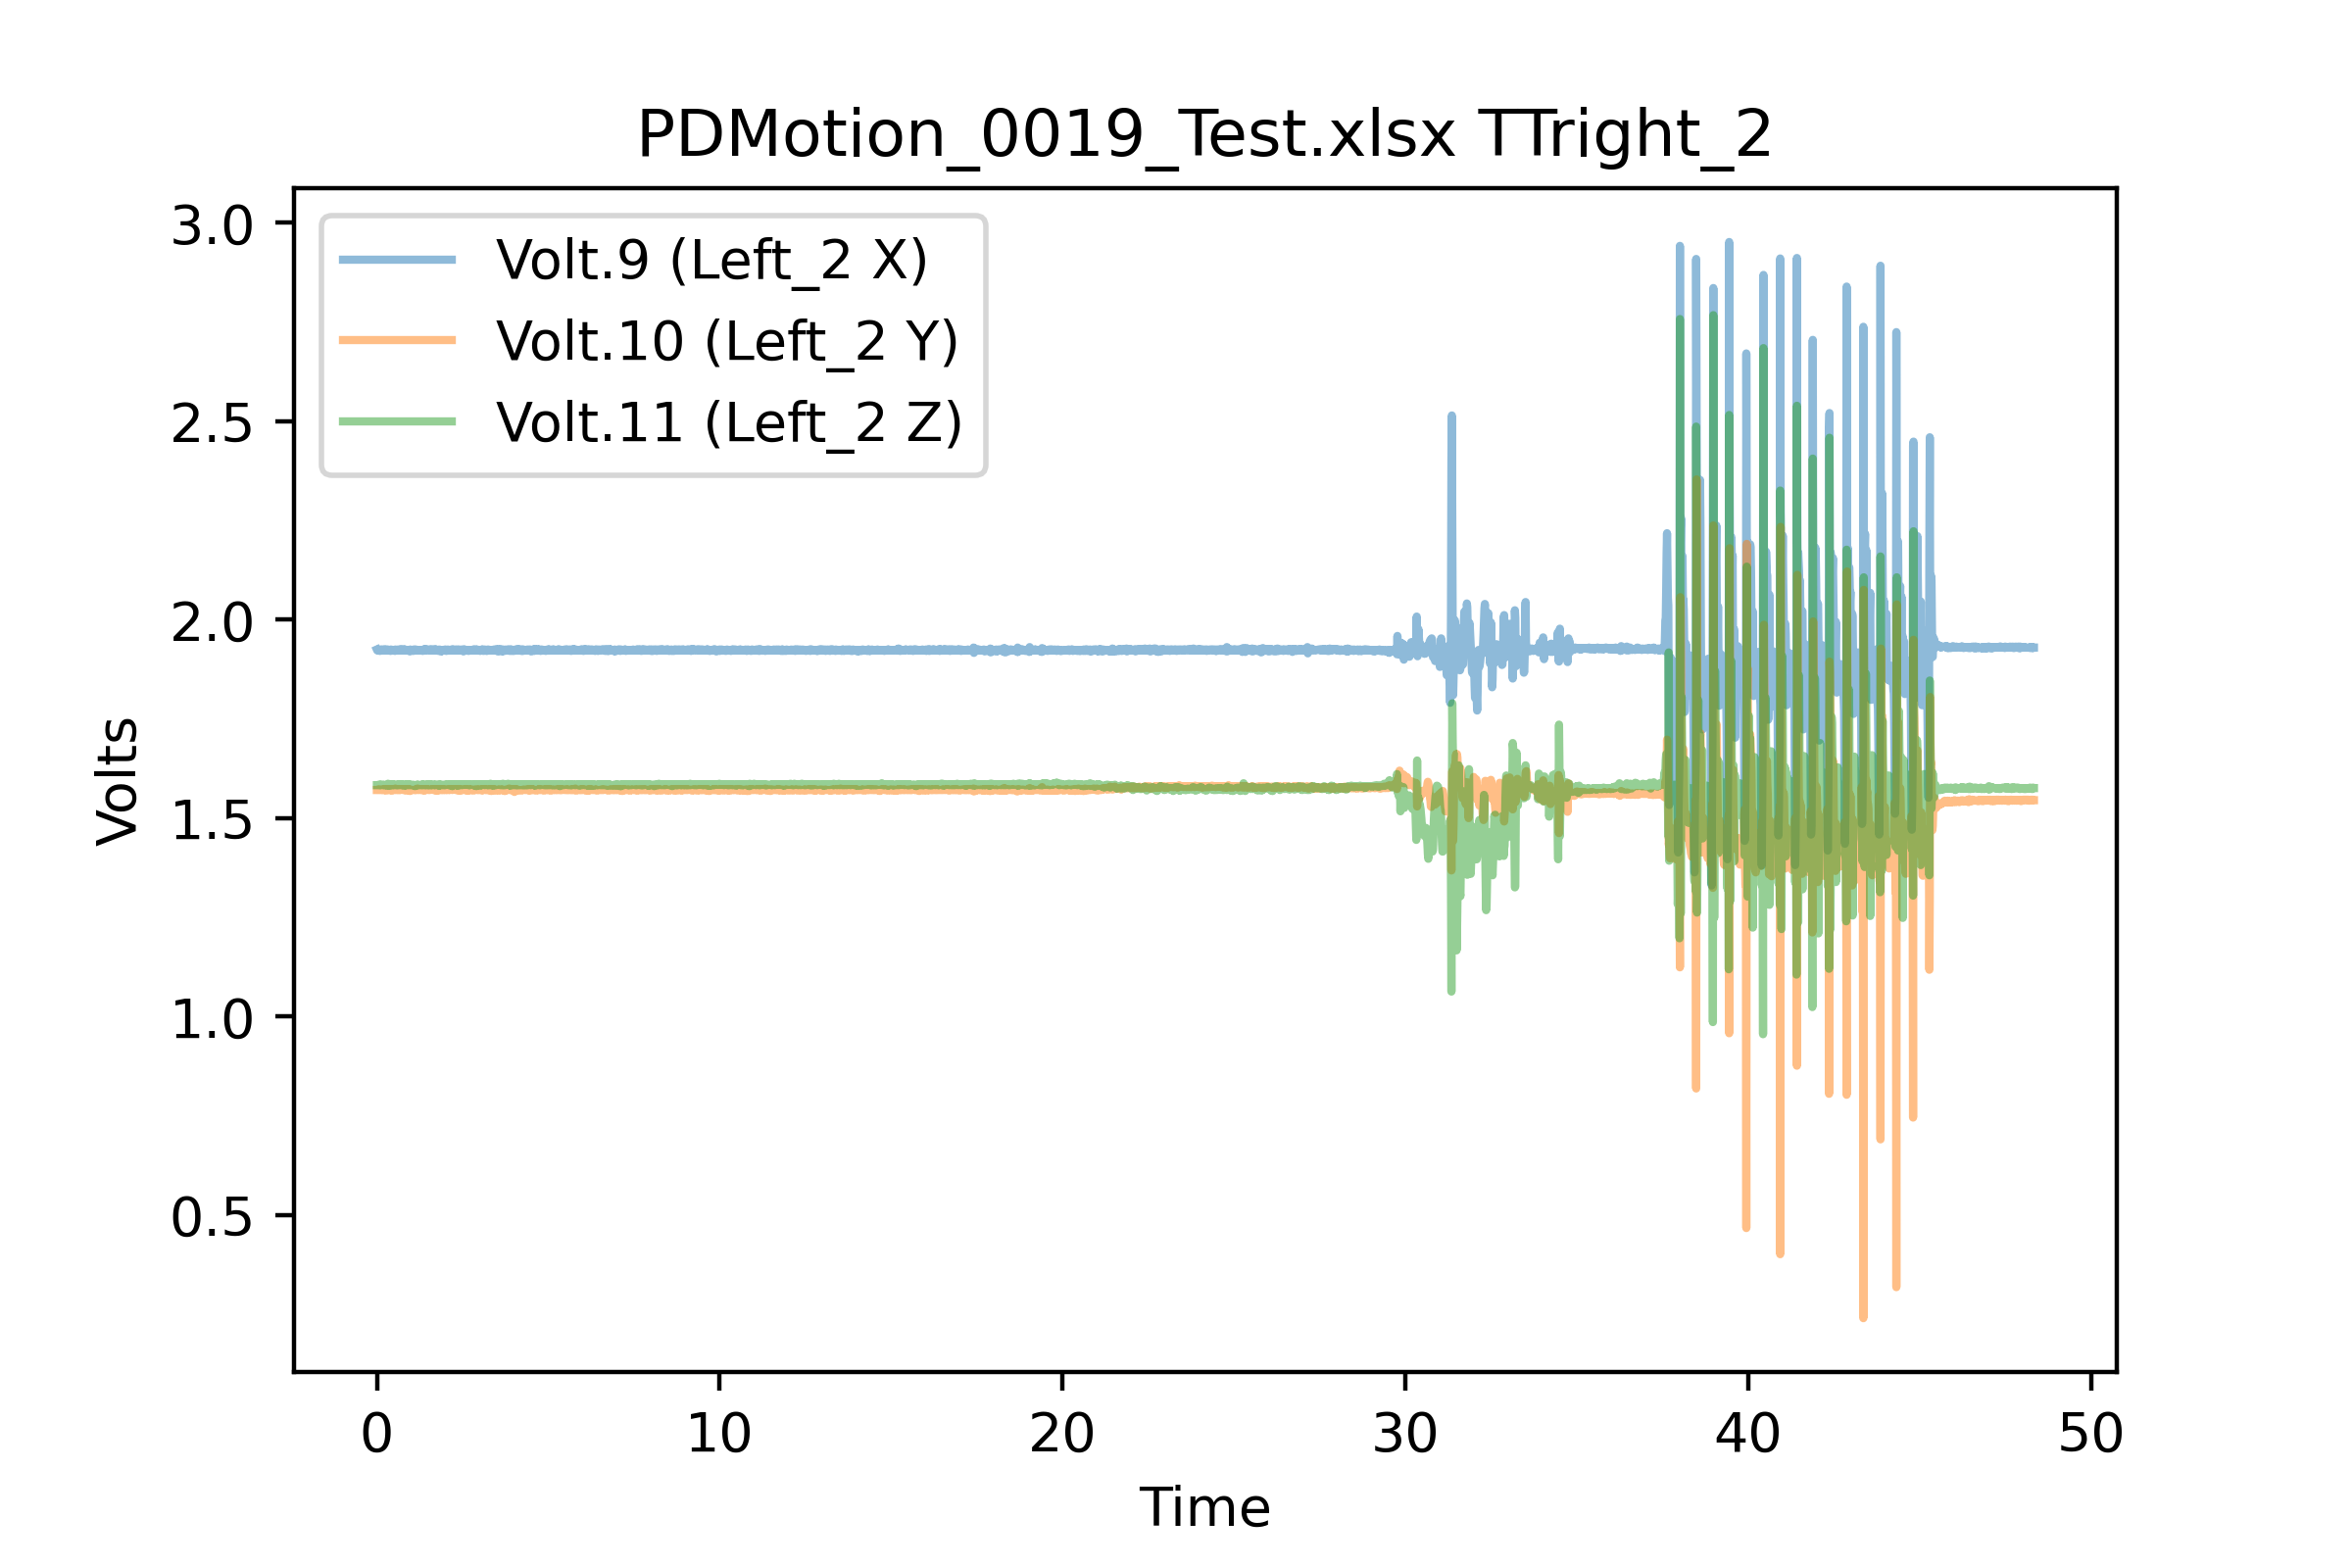 PDMotion_0019_Test.xlsx TTright_2
3.0
2.5
2.0
1.5
1.0
0.5
Volts
Volt.9 (Left_2 X)
Volt.10 (Left_2 Y)
Volt.11 (Left_2 Z)
0 10 20 30 40 50
Time